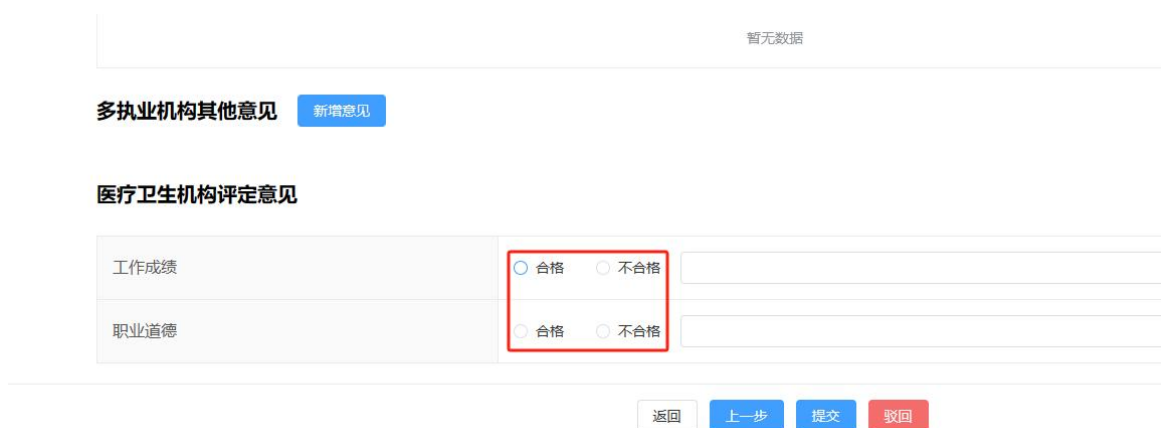 暂无数据
多执业机构其他意见 新增意见
医疗卫生机构评定意见
工作成绩 合格 不合格
职业道德 合格 不合格
返回 上一步 提交 驳回